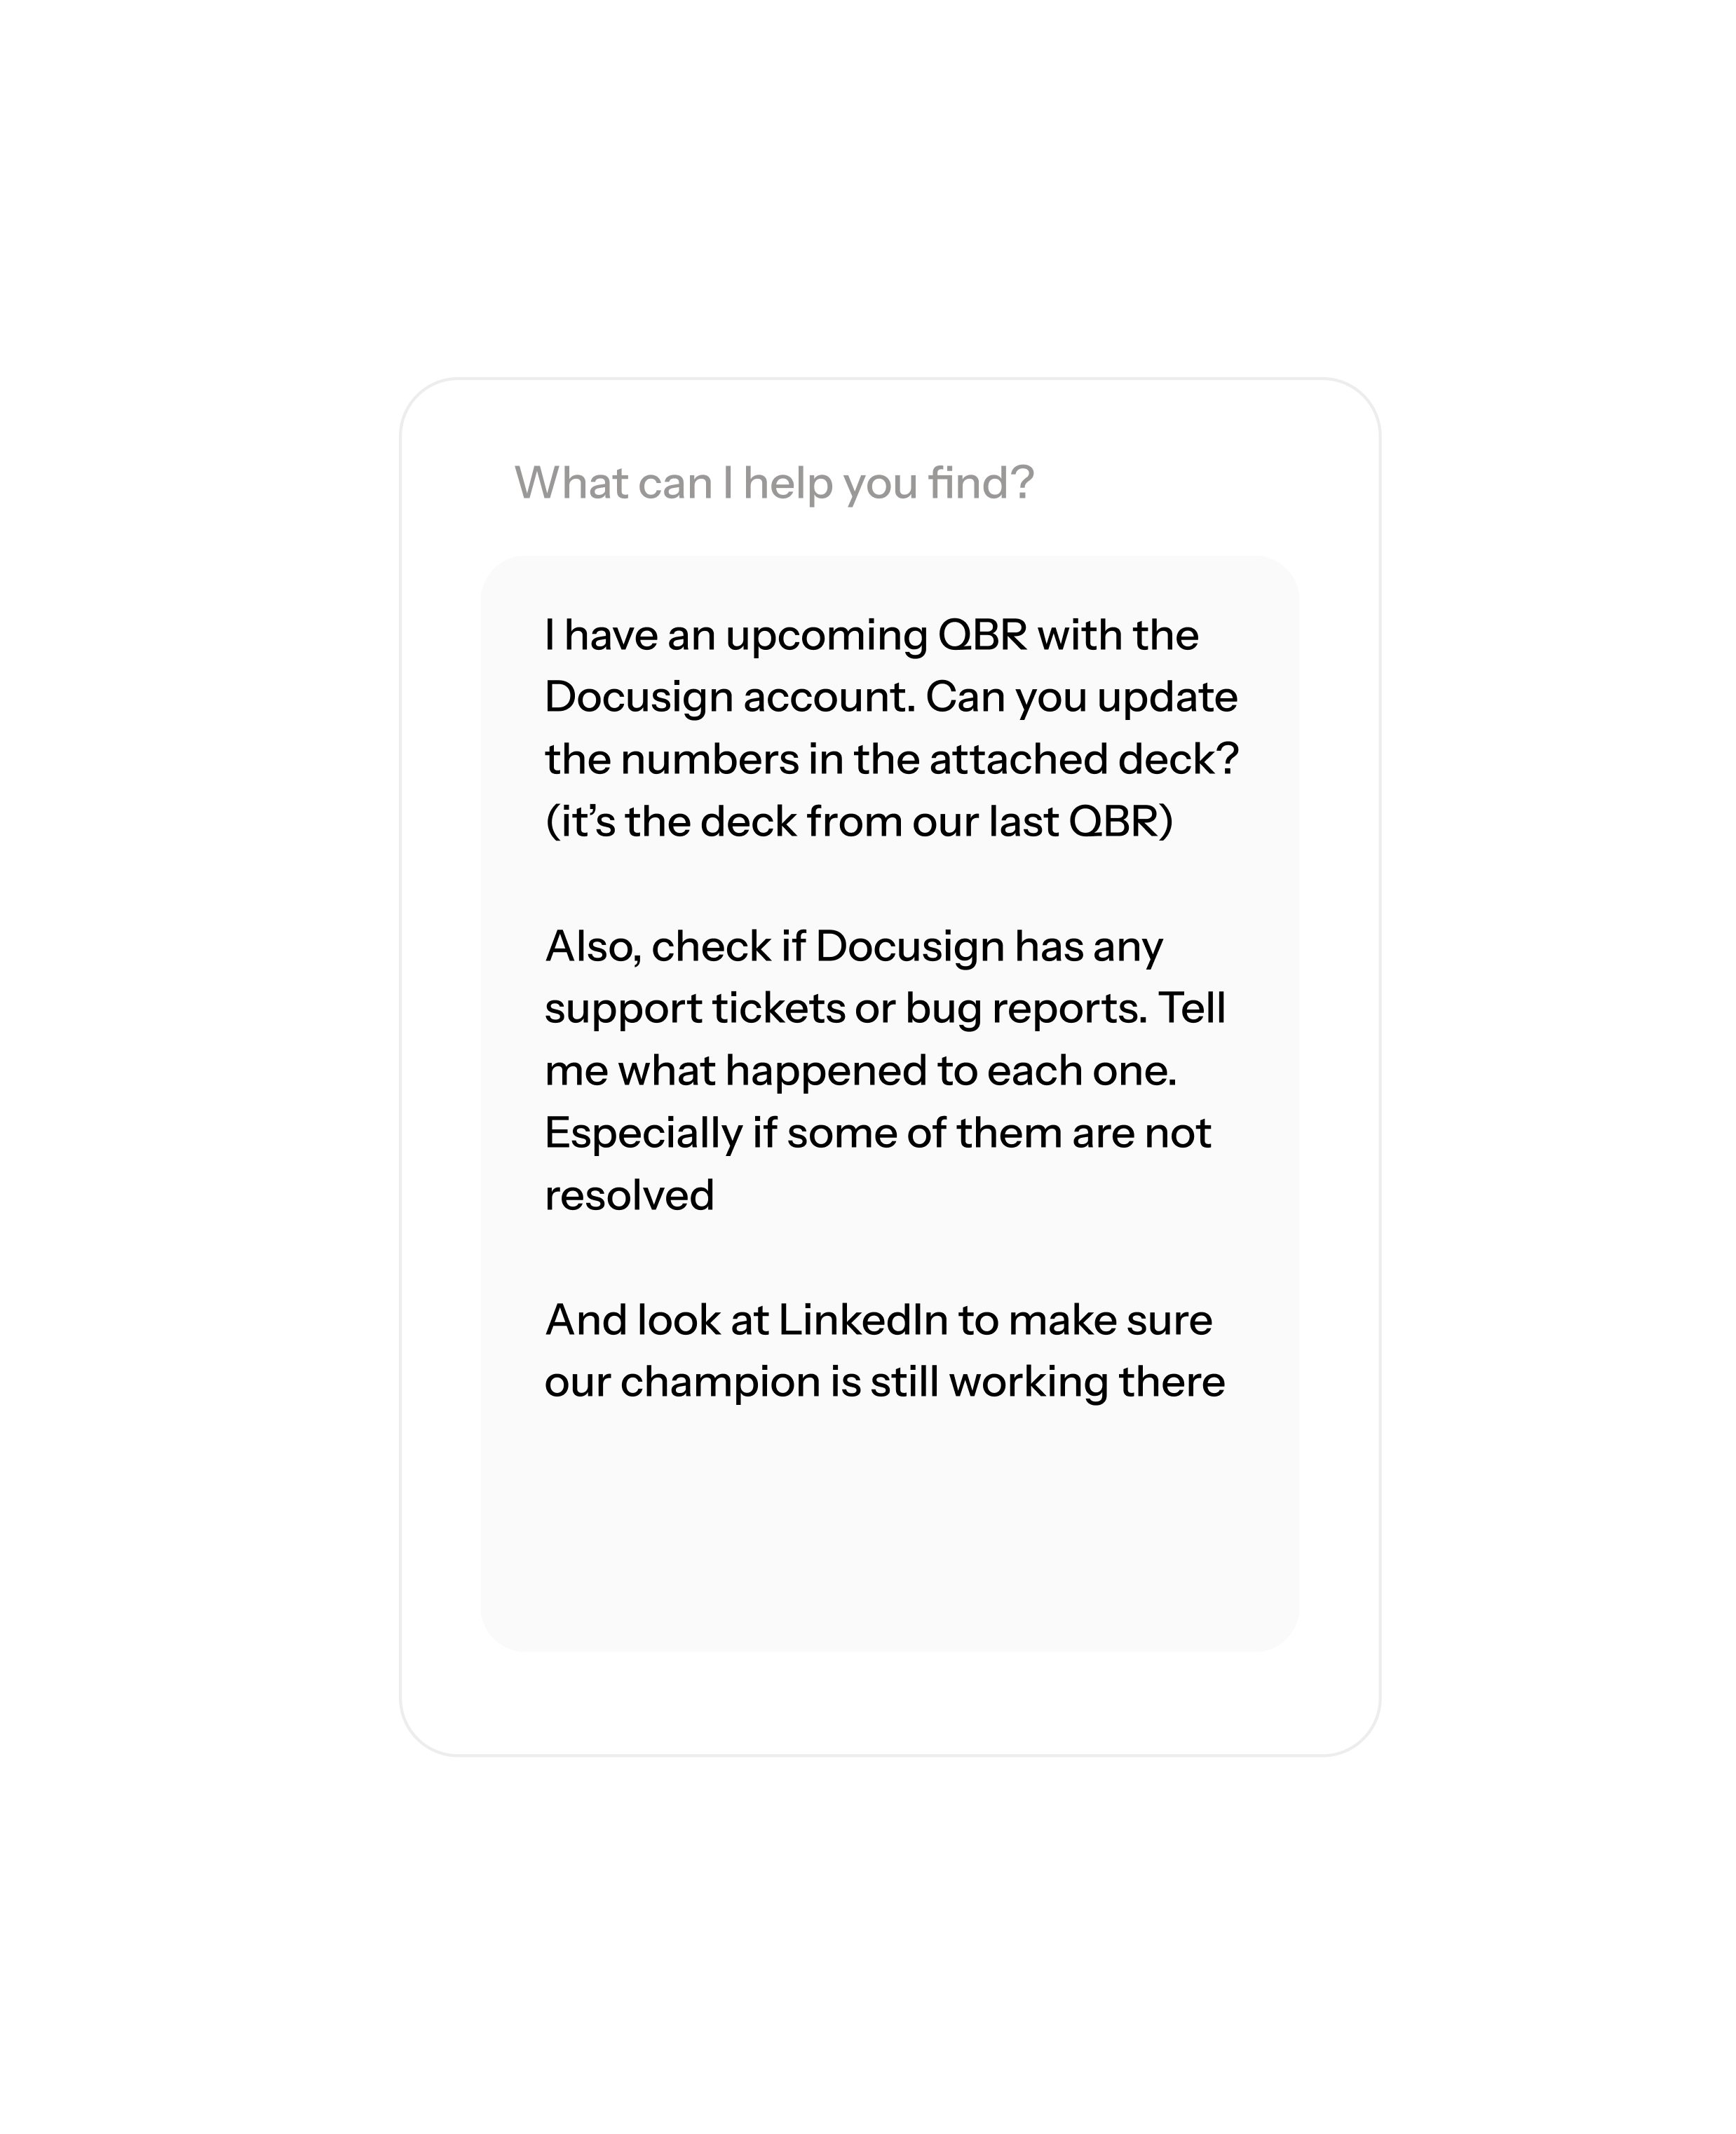 What can I help you find?
I have an upcoming QBR with the
Docusign account. Can you update
the numbers in the attached deck?
(it’s the deck from our last QBR)
Also, check if Docusign has any
support tickets or bug reports. Tell
me what happened to each one.
Especially if some of them are not
resolved
And look at LinkedIn to make sure
our champion is still working there